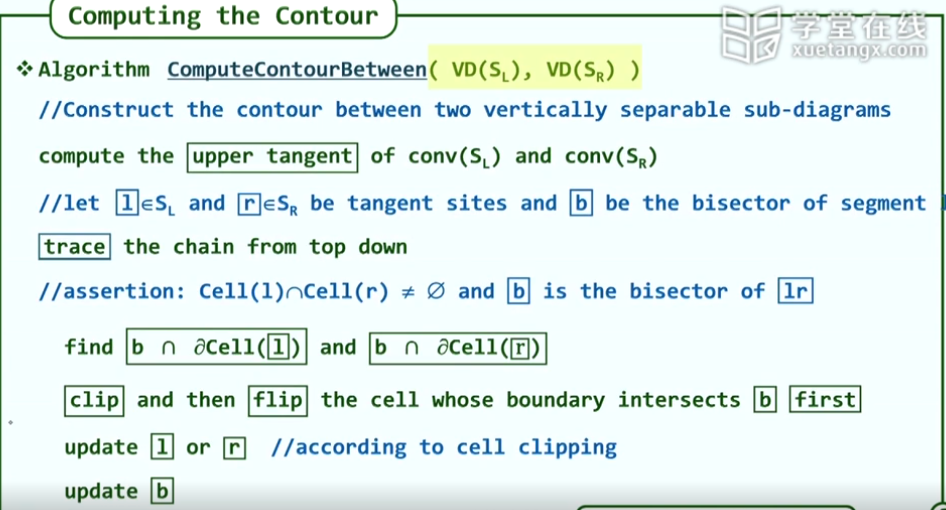 Computing the Contour
学堂在线
xuetangx.com
❖Algorithm ComputeContourBetween( VD(S_L), VD(S_R) )
//Construct the contour between two vertically separable sub-diagrams
compute the upper tangent of conv(S_L) and conv(S_R)
//let l∈S_L and r∈S_R be tangent sites and b be the bisector of segment
trace the chain from top down
//assertion: Cell(l)∩Cell(r) ≠ ∅ and b is the bisector of lr
find b ∩ ∂Cell(l) and b ∩ ∂Cell(r)
clip and then flip the cell whose boundary intersects b first
update l or r //according to cell clipping
update b